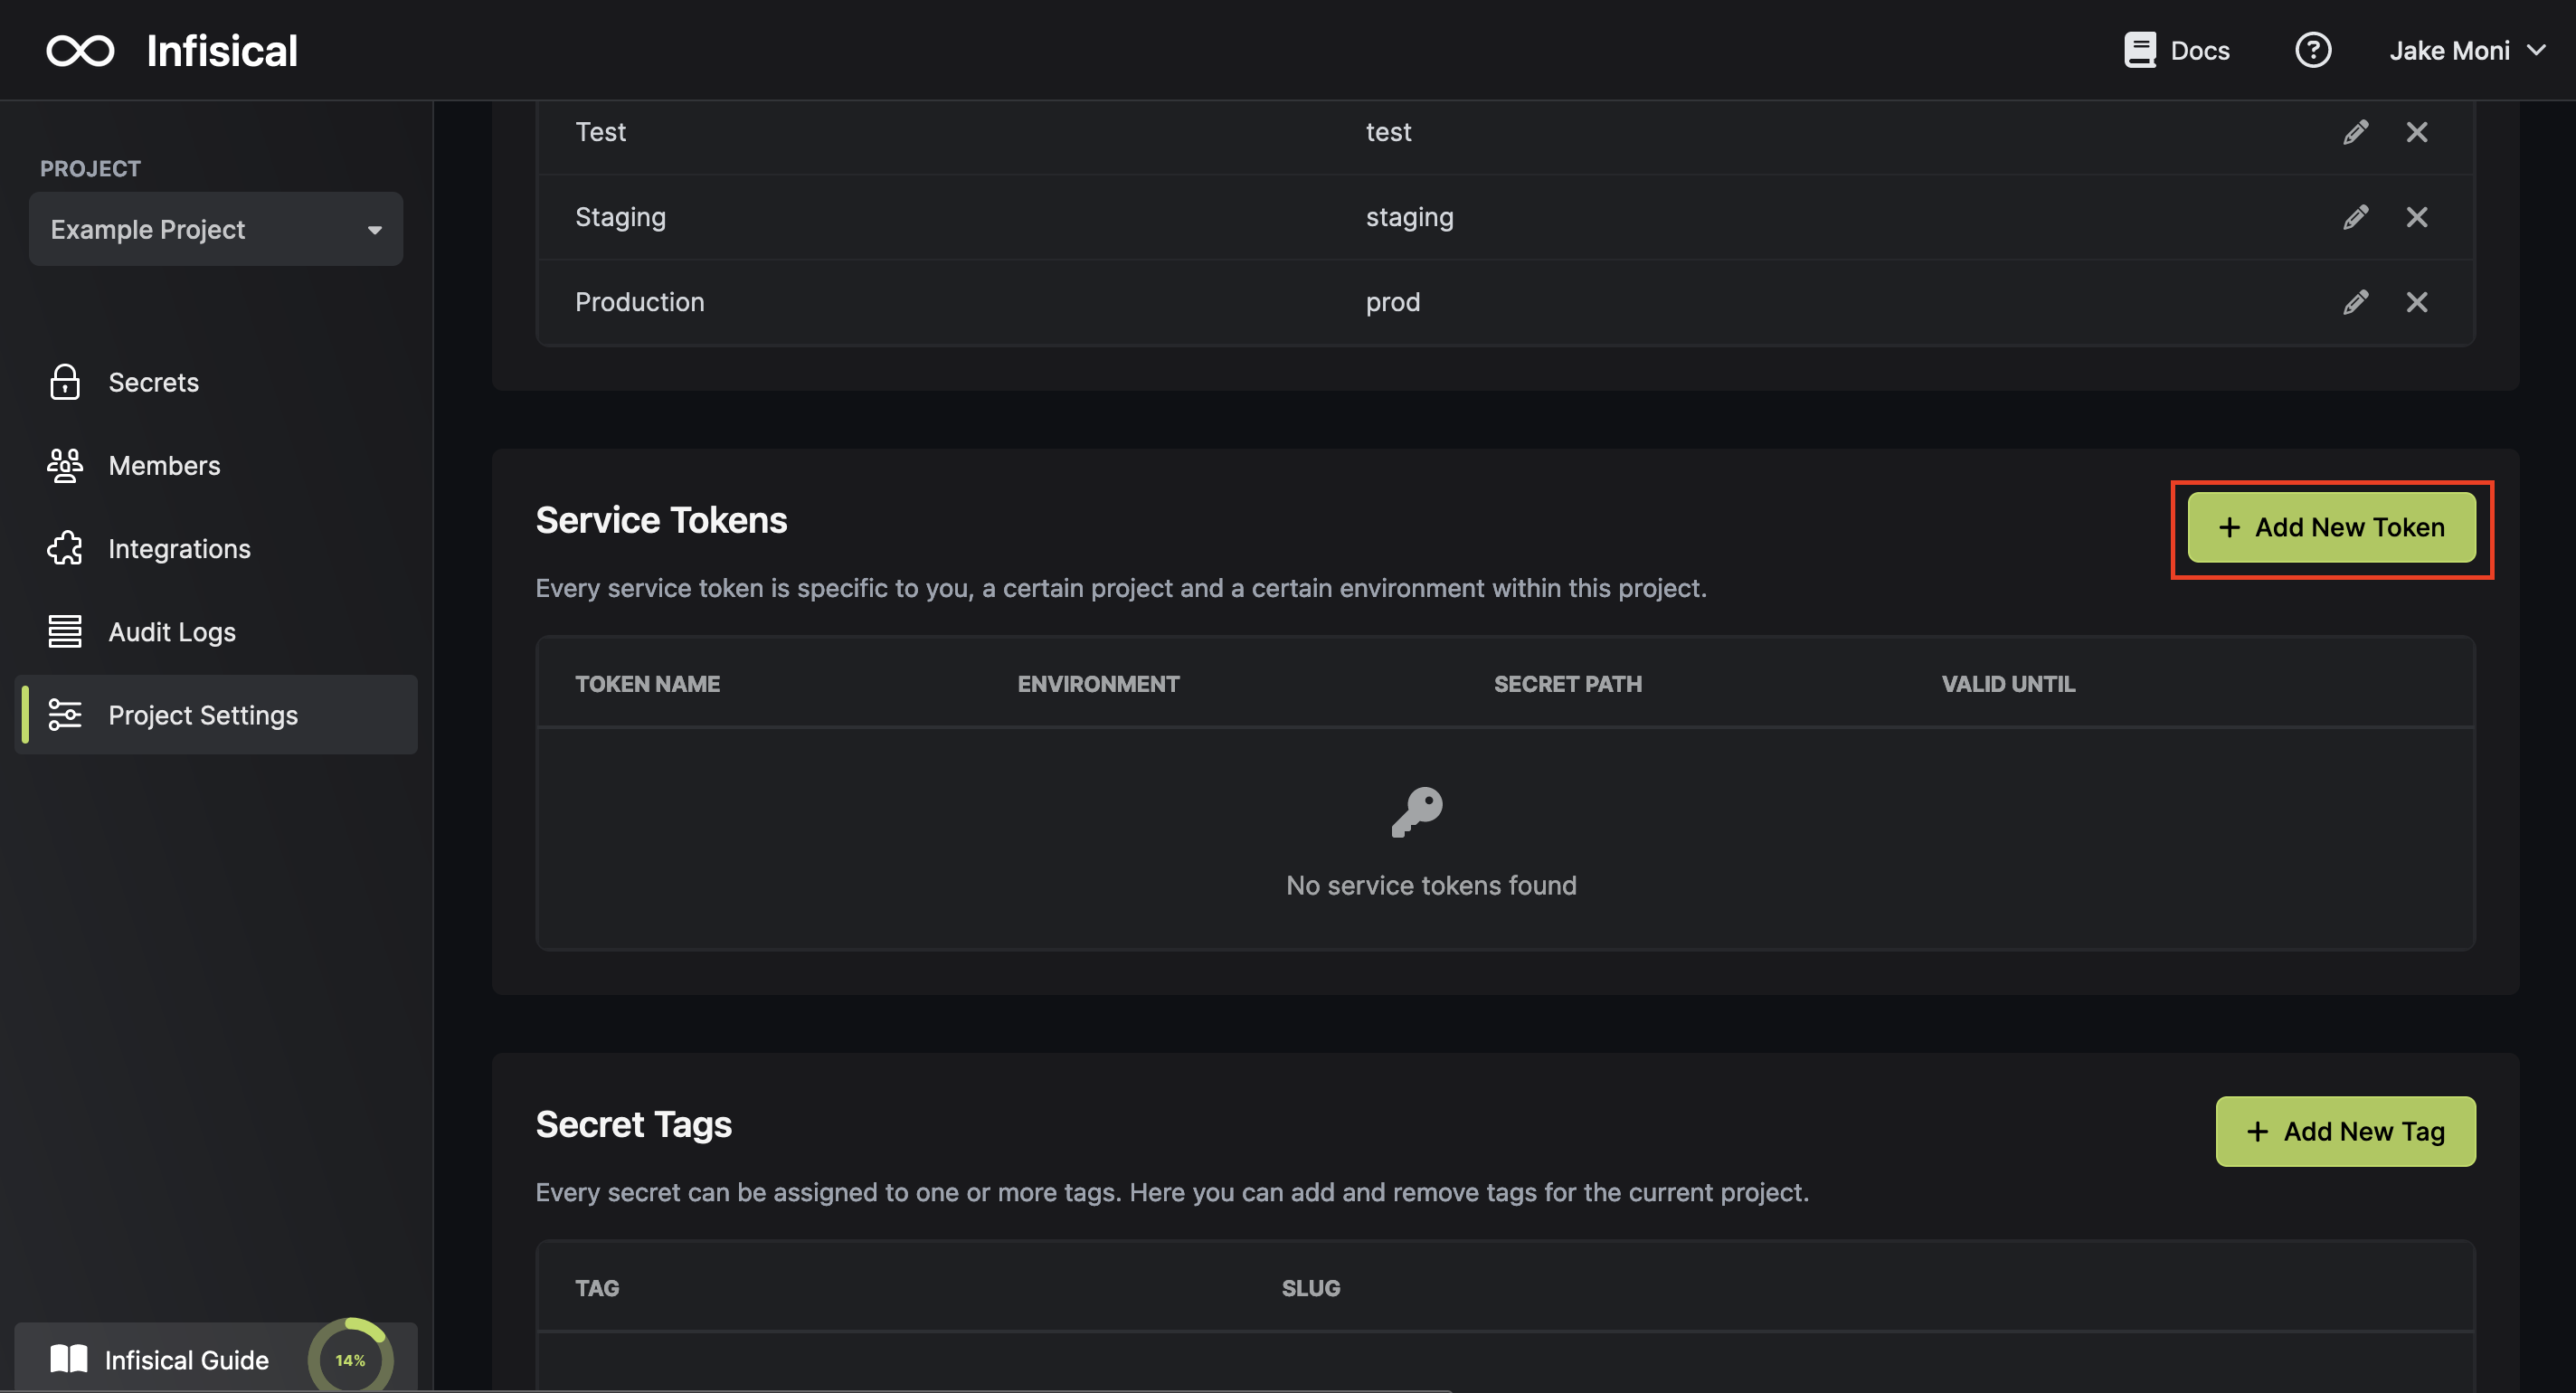 Infisical
Docs
Jake Moni
PROJECT
Example Project
Secrets
Members
Integrations
Audit Logs
Project Settings
Infisical Guide
14%
Test test
Staging staging
Production prod
Service Tokens
+ Add New Token
Every service token is specific to you, a certain project and a certain environment within this project.
TOKEN NAME ENVIRONMENT SECRET PATH VALID UNTIL
No service tokens found
Secret Tags
+ Add New Tag
Every secret can be assigned to one or more tags. Here you can add and remove tags for the current project.
TAG SLUG